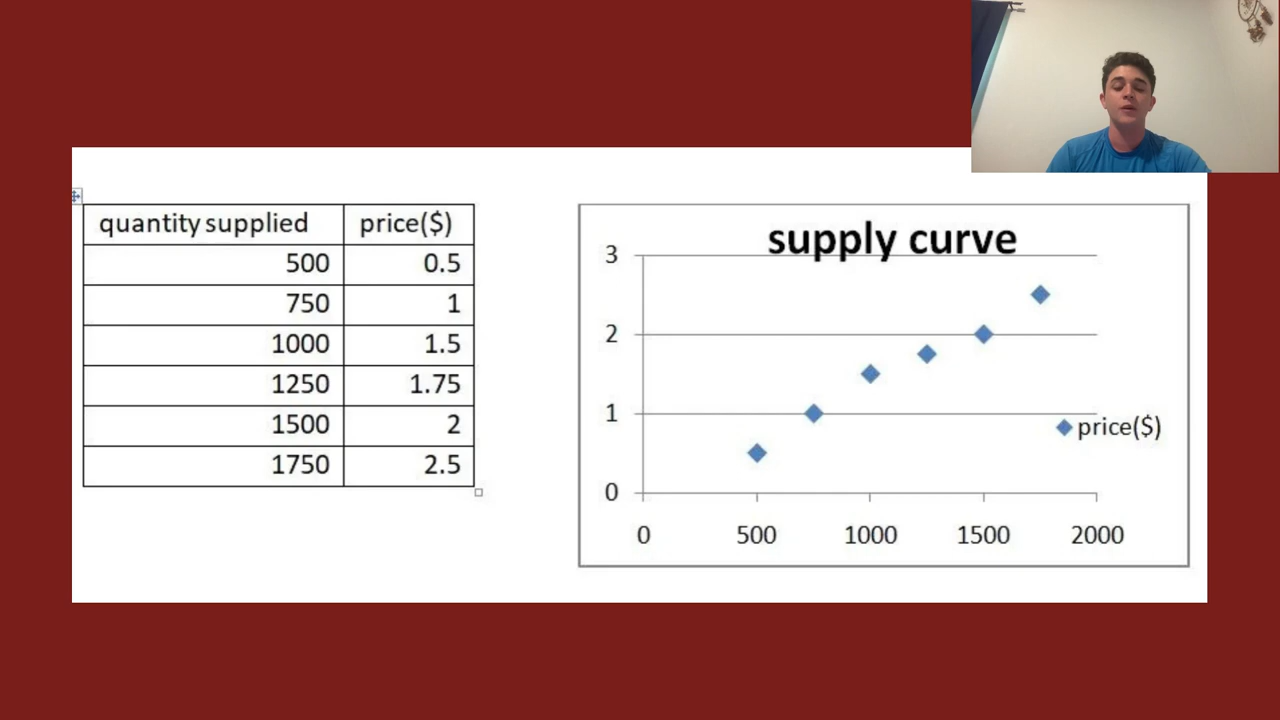 quantity supplied price($)
500 0.5
750 1
1000 1.5
1250 1.75
1500 2
1750 2.5
supply curve
3
2
1
0
0 500 1000 1500 2000
price($)